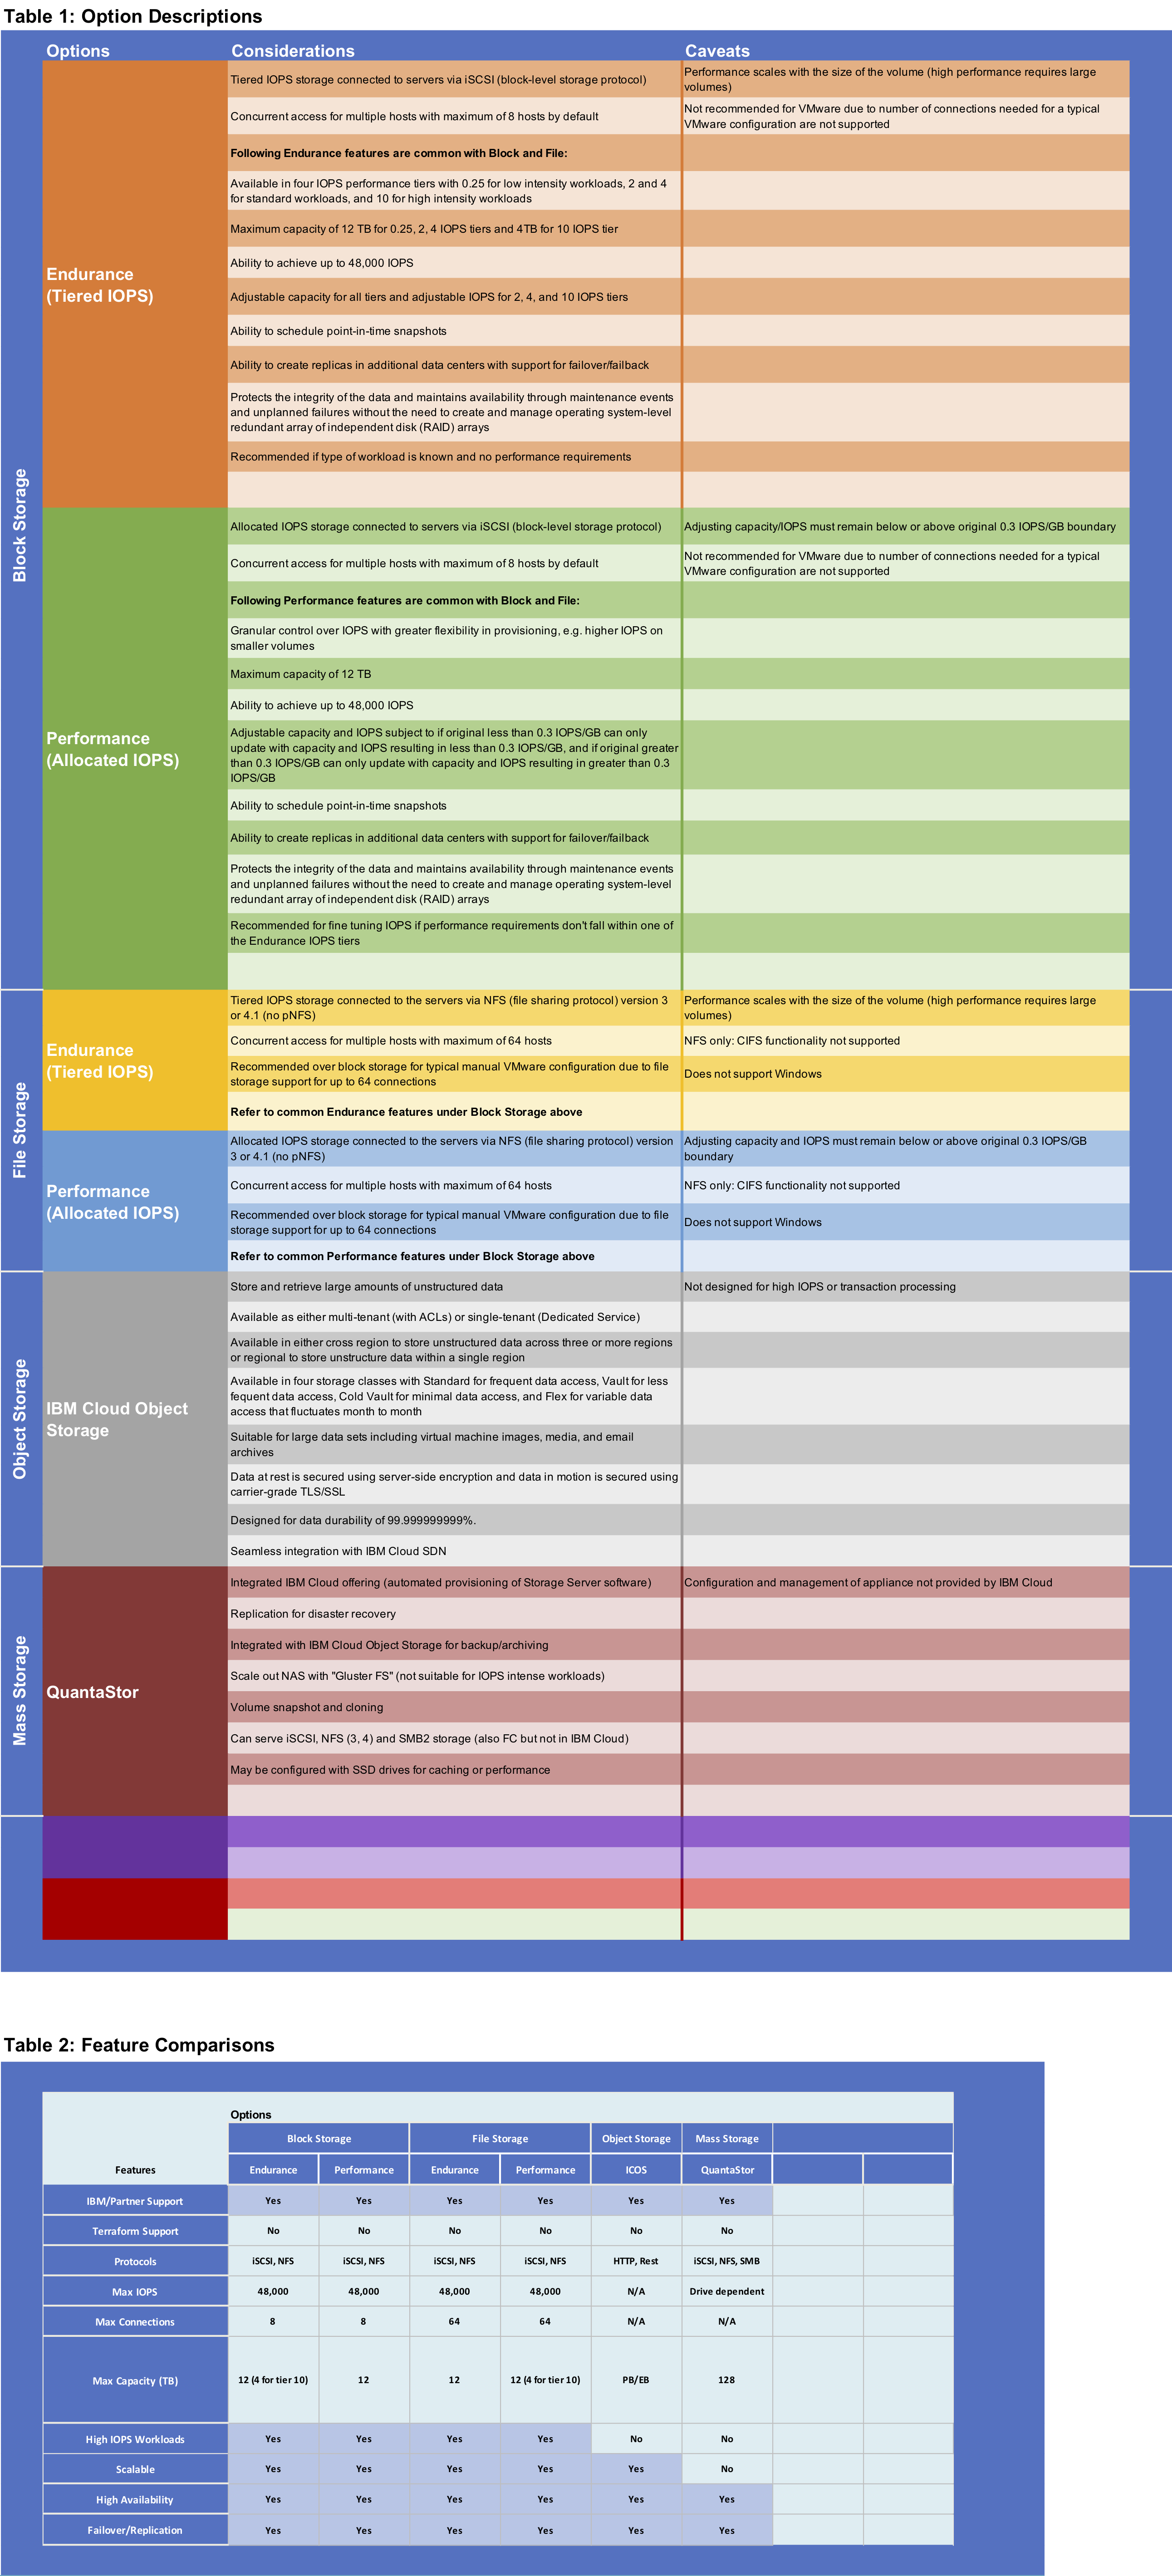 Table 1: Option Descriptions
Options
Considerations
Caveats
Block Storage
Endurance
(Tiered IOPS)
Tiered IOPS storage connected to servers via iSCSI (block-level storage protocol)
Performance scales with the size of the volume (high performance requires large
volumes)
Concurrent access for multiple hosts with maximum of 8 hosts by default
Not recommended for VMware due to number of connections needed for a typical
VMware configuration are not supported
Following Endurance features are common with Block and File:
Available in four IOPS performance tiers with 0.25 for low intensity workloads, 2 and 4
for standard workloads, and 10 for high intensity workloads
Maximum capacity of 12 TB for 0.25, 2, 4 IOPS tiers and 4TB for 10 IOPS tier
Ability to achieve up to 48,000 IOPS
Adjustable capacity for all tiers and adjustable IOPS for 2, 4, and 10 IOPS tiers
Ability to schedule point-in-time snapshots
Ability to create replicas in additional data centers with support for failover/failback
Protects the integrity of the data and maintains availability through maintenance events
and unplanned failures without the need to create and manage operating system-level
redundant array of independent disk (RAID) arrays
Recommended if type of workload is known and no performance requirements
Performance
(Allocated IOPS)
Allocated IOPS storage connected to servers via iSCSI (block-level storage protocol)
Adjusting capacity/IOPS must remain below or above original 0.3 IOPS/GB boundary
Concurrent access for multiple hosts with maximum of 8 hosts by default
Not recommended for VMware due to number of connections needed for a typical
VMware configuration are not supported
Following Performance features are common with Block and File:
Granular control over IOPS with greater flexibility in provisioning, e.g. higher IOPS on
smaller volumes
Maximum capacity of 12 TB
Ability to achieve up to 48,000 IOPS
Adjustable capacity and IOPS subject to if original less than 0.3 IOPS/GB can only
update with capacity and IOPS resulting in less than 0.3 IOPS/GB, and if original greater
than 0.3 IOPS/GB can only update with capacity and IOPS resulting in greater than 0.3
IOPS/GB
Ability to schedule point-in-time snapshots
Ability to create replicas in additional data centers with support for failover/failback
Protects the integrity of the data and maintains availability through maintenance events
and unplanned failures without the need to create and manage operating system-level
redundant array of independent disk (RAID) arrays
Recommended for fine tuning IOPS if performance requirements don't fall within one of
the Endurance IOPS tiers
File Storage
Endurance
(Tiered IOPS)
Tiered IOPS storage connected to the servers via NFS (file sharing protocol) version 3
or 4.1 (no pNFS)
Performance scales with the size of the volume (high performance requires large
volumes)
Concurrent access for multiple hosts with maximum of 64 hosts
NFS only: CIFS functionality not supported
Recommended over block storage for typical manual VMware configuration due to file
storage support for up to 64 connections
Does not support Windows
Refer to common Endurance features under Block Storage above
Performance
(Allocated IOPS)
Allocated IOPS storage connected to the servers via NFS (file sharing protocol) version
3 or 4.1 (no pNFS)
Adjusting capacity and IOPS must remain below or above original 0.3 IOPS/GB
boundary
Concurrent access for multiple hosts with maximum of 64 hosts
NFS only: CIFS functionality not supported
Recommended over block storage for typical manual VMware configuration due to file
storage support for up to 64 connections
Does not support Windows
Refer to common Performance features under Block Storage above
Object Storage
IBM Cloud Object
Storage
Store and retrieve large amounts of unstructured data
Not designed for high IOPS or transaction processing
Available as either multi-tenant (with ACLs) or single-tenant (Dedicated Service)
Available in either cross region to store unstructured data across three or more regions
or regional to store unstructure data within a single region
Available in four storage classes with Standard for frequent data access, Vault for less
fequent data access, Cold Vault for minimal data access, and Flex for variable data
access that fluctuates month to month
Suitable for large data sets including virtual machine images, media, and email
archives
Data at rest is secured using server-side encryption and data in motion is secured using
carrier-grade TLS/SSL
Designed for data durability of 99.999999999%.
Seamless integration with IBM Cloud SDN
Mass Storage
QuantaStor
Integrated IBM Cloud offering (automated provisioning of Storage Server software)
Configuration and management of appliance not provided by IBM Cloud
Replication for disaster recovery
Integrated with IBM Cloud Object Storage for backup/archiving
Scale out NAS with "Gluster FS" (not suitable for IOPS intense workloads)
Volume snapshot and cloning
Can serve iSCSI, NFS (3, 4) and SMB2 storage (also FC but not in IBM Cloud)
May be configured with SSD drives for caching or performance
Table 2: Feature Comparisons
Options
Block Storage File Storage Object Storage Mass Storage
Features Endurance Performance Endurance Performance ICOS QuantaStor
IBM/Partner Support Yes Yes Yes Yes Yes Yes
Terraform Support No No No No No No
Protocols iSCSI, NFS iSCSI, NFS iSCSI, NFS iSCSI, NFS HTTP, Rest iSCSI, NFS, SMB
Max IOPS 48,000 48,000 48,000 48,000 N/A Drive dependent
Max Connections 8 8 64 64 N/A N/A
Max Capacity (TB) 12 (4 for tier 10) 12 12 12 (4 for tier 10) PB/EB 128
High IOPS Workloads Yes Yes Yes Yes No No
Scalable Yes Yes Yes Yes Yes No
High Availability Yes Yes Yes Yes Yes Yes
Failover/Replication Yes Yes Yes Yes Yes Yes